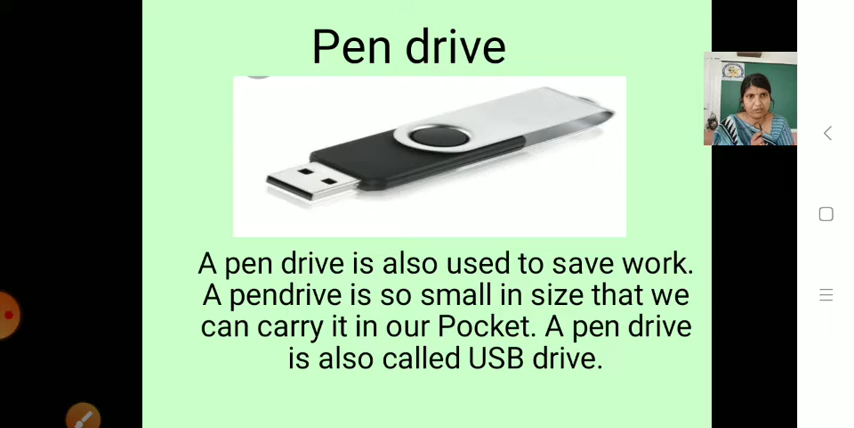 Pen drive
A pen drive is also used to save work.
A pendrive is so small in size that we
can carry it in our Pocket. A pen drive
is also called USB drive.